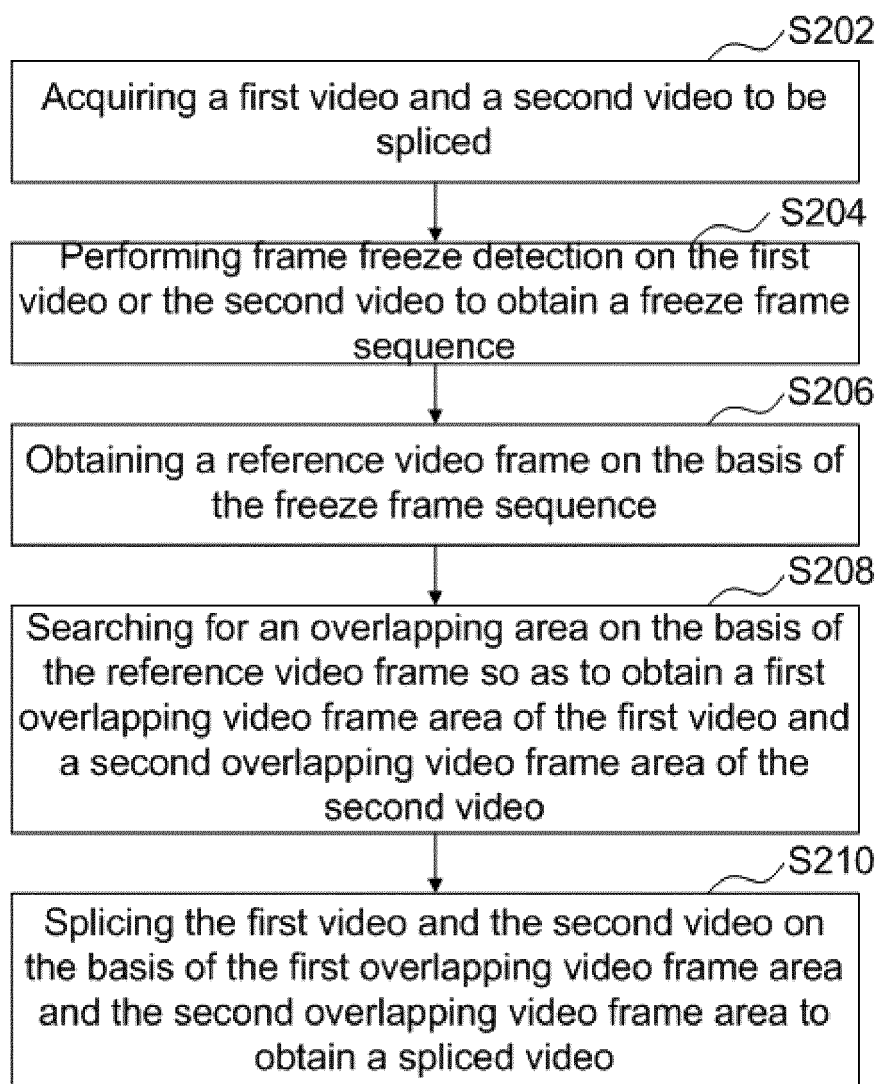 S202
Acquiring a first video and a second video to be
spliced
S204
Performing frame freeze detection on the first
video or the second video to obtain a freeze frame
sequence
S206
Obtaining a reference video frame on the basis of
the freeze frame sequence
S208
Searching for an overlapping area on the basis of
the reference video frame so as to obtain a first
overlapping video frame area of the first video and
a second overlapping video frame area of the
second video
S210
Splicing the first video and the second video on
the basis of the first overlapping video frame area
and the second overlapping video frame area to
obtain a spliced video